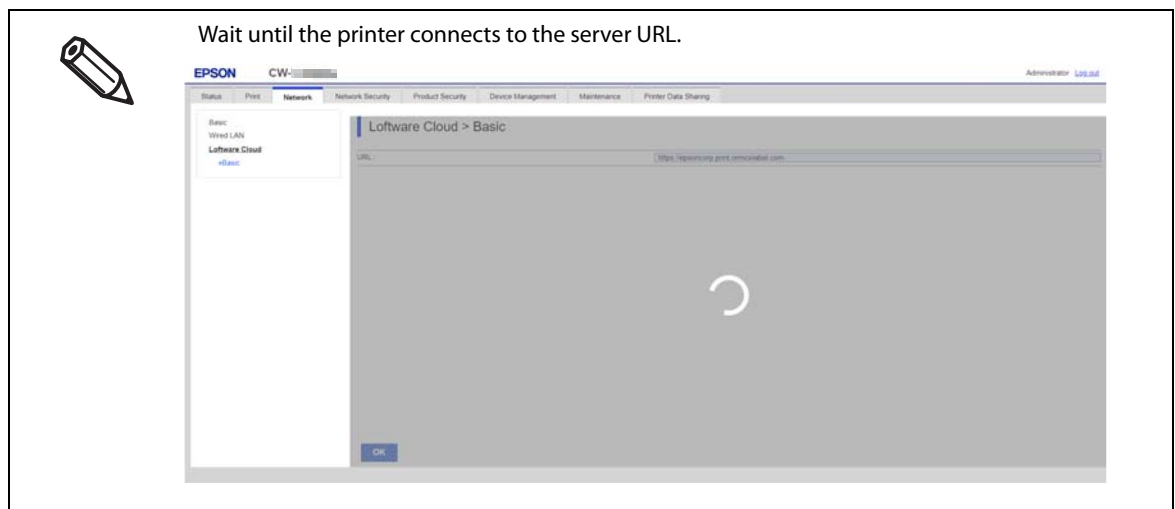 Wait until the printer connects to the server URL.
EPSON CW-
Administrator Log out
Status Print Network Network Security Product Security Device Management Maintenance Printer Data Sharing
Basic
Wired LAN
Loftware Cloud
»Basic
Loftware Cloud > Basic
URL :
OK